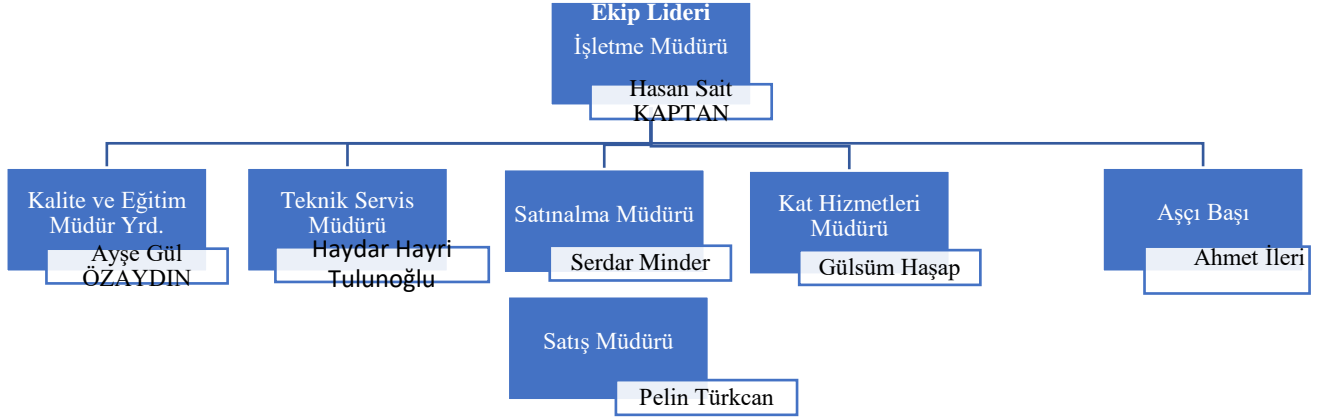 Ekip Lideri
İşletme Müdürü
Hasan Sait
KAPTAN
Kalite ve Eğitim
Müdür Yrd.
Ayşe Gül
ÖZAYDIN
Teknik Servis
Müdürü
Haydar Hayri
Tulunoğlu
Satınalma Müdürü
Serdar Minder
Kat Hizmetleri
Müdürü
Gülsüm Haşap
Aşçı Başı
Ahmet İleri
Satış Müdürü
Pelin Türkcan